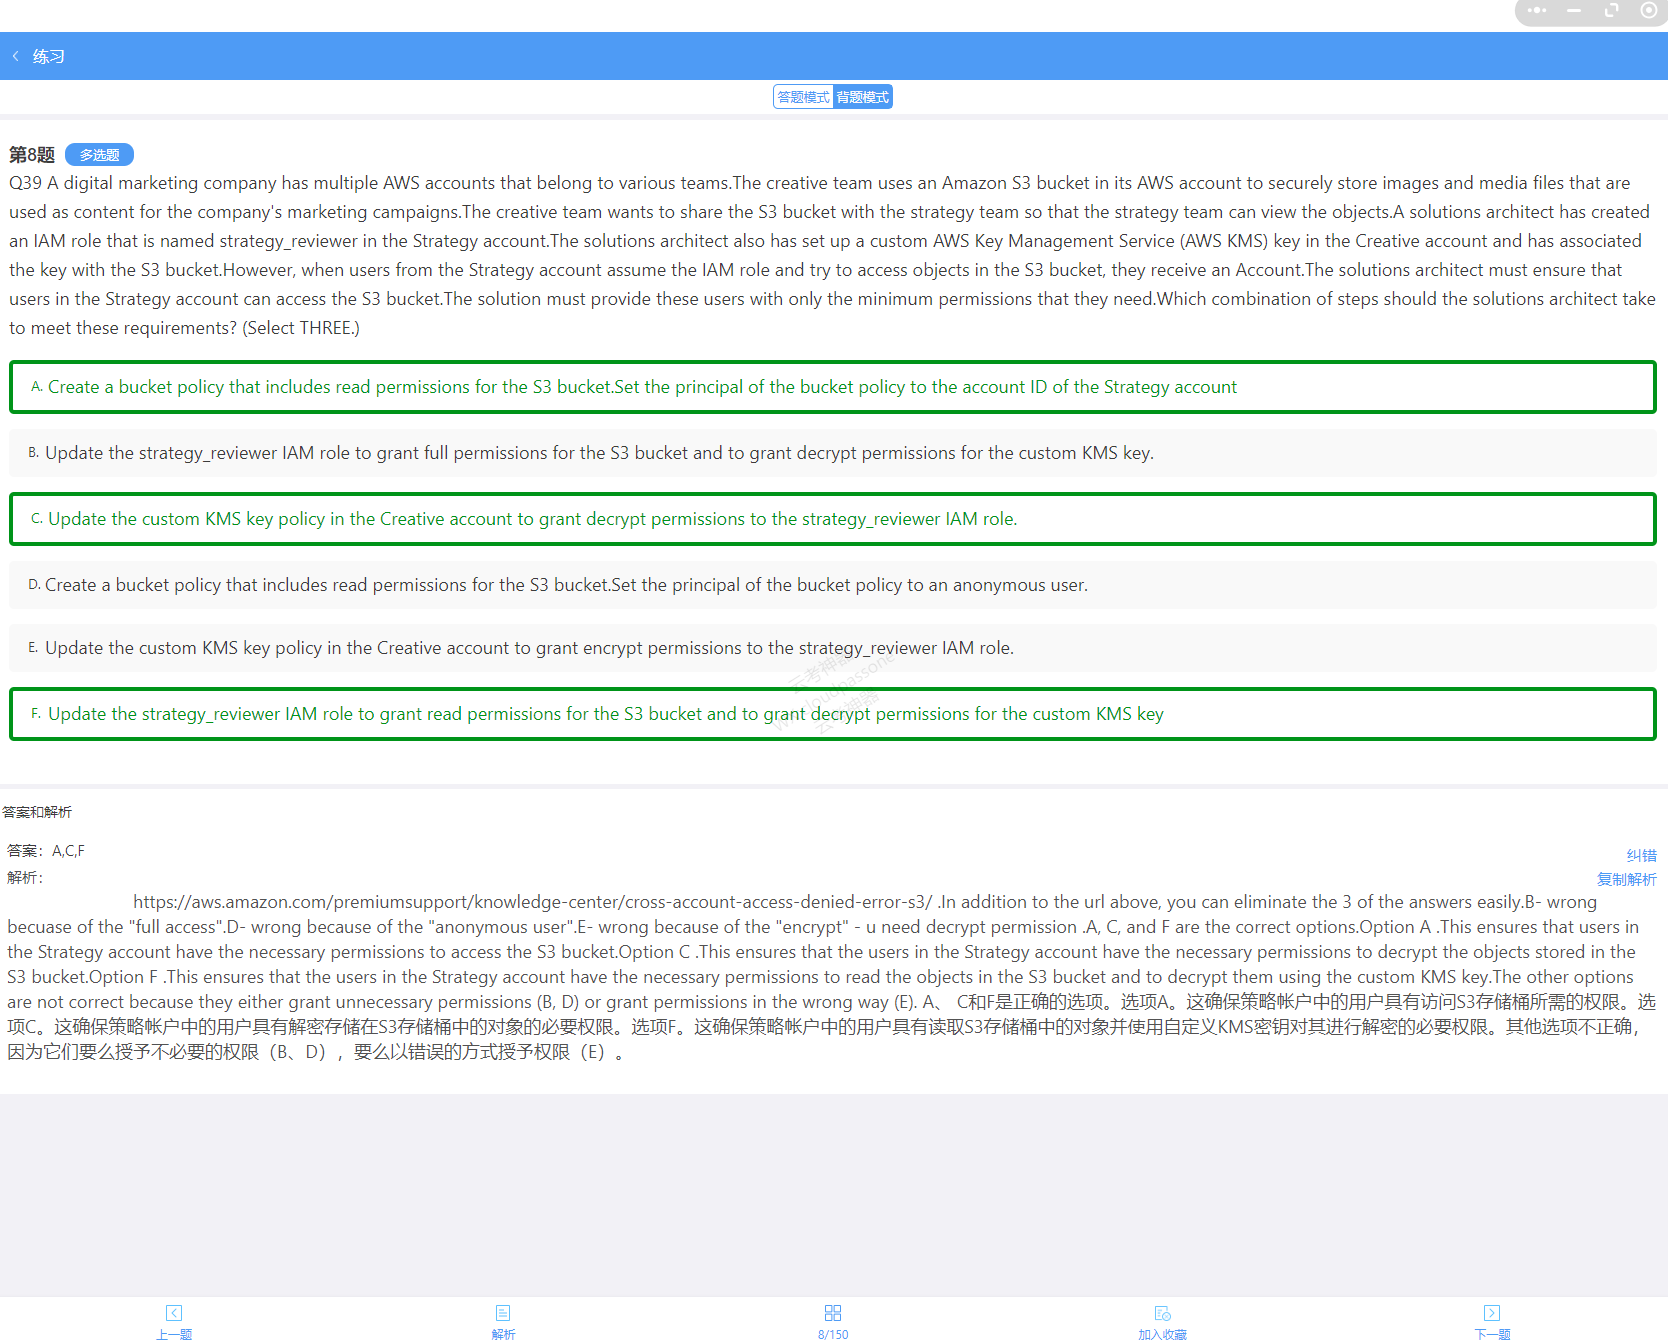 练习
答题模式 背题模式
第8题 多选题
Q39 A digital marketing company has multiple AWS accounts that belong to various teams.The creative team uses an Amazon S3 bucket in its AWS account to securely store images and media files that are
used as content for the company's marketing campaigns.The creative team wants to share the S3 bucket with the strategy team so that the strategy team can view the objects.A solutions architect has created
an IAM role that is named strategy_reviewer in the Strategy account.The solutions architect also has set up a custom AWS Key Management Service (AWS KMS) key in the Creative account and has associated
the key with the S3 bucket.However, when users from the Strategy account assume the IAM role and try to access objects in the S3 bucket, they receive an Account.The solutions architect must ensure that
users in the Strategy account can access the S3 bucket.The solution must provide these users with only the minimum permissions that they need.Which combination of steps should the solutions architect take
to meet these requirements? (Select THREE.)
A. Create a bucket policy that includes read permissions for the S3 bucket.Set the principal of the bucket policy to the account ID of the Strategy account
B. Update the strategy_reviewer IAM role to grant full permissions for the S3 bucket and to grant decrypt permissions for the custom KMS key.
C. Update the custom KMS key policy in the Creative account to grant decrypt permissions to the strategy_reviewer IAM role.
D. Create a bucket policy that includes read permissions for the S3 bucket.Set the principal of the bucket policy to an anonymous user.
E. Update the custom KMS key policy in the Creative account to grant encrypt permissions to the strategy_reviewer IAM role.
F. Update the strategy_reviewer IAM role to grant read permissions for the S3 bucket and to grant decrypt permissions for the custom KMS key
答案和解析
答案：A,C,F
纠错
解析：
复制解析
https://aws.amazon.com/premiumsupport/knowledge-center/cross-account-access-denied-error-s3/ .In addition to the url above, you can eliminate the 3 of the answers easily.B- wrong
becuase of the "full access".D- wrong because of the "anonymous user".E- wrong because of the "encrypt" - u need decrypt permission .A, C, and F are the correct options.Option A .This ensures that users in
the Strategy account have the necessary permissions to access the S3 bucket.Option C .This ensures that the users in the Strategy account have the necessary permissions to decrypt the objects stored in the
S3 bucket.Option F .This ensures that the users in the Strategy account have the necessary permissions to read the objects in the S3 bucket and to decrypt them using the custom KMS key.The other options
are not correct because they either grant unnecessary permissions (B, D) or grant permissions in the wrong way (E). A、 C和F是正确的选项。选项A。这确保策略帐户中的用户具有访问S3存储桶所需的权限。选
项C。这确保策略帐户中的用户具有解密存储在S3存储桶中的对象的必要权限。选项F。这确保策略帐户中的用户具有读取S3存储桶中的对象并使用自定义KMS密钥对其进行解密的必要权限。其他选项不正确，
因为它们要么授予不必要的权限（B、D），要么以错误的方式授予权限（E）。
上一题 解析 8/150 加入收藏 下一题